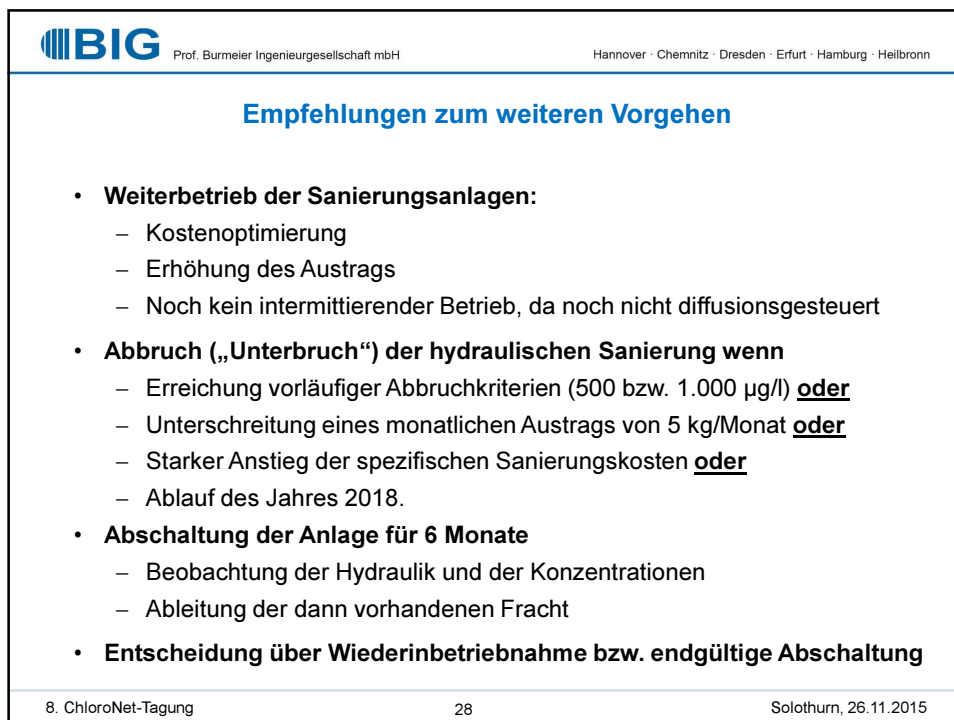 BIG Prof. Burmeier Ingenieurgesellschaft mbH Hannover · Chemnitz · Dresden · Erfurt · Hamburg · Heilbronn
Empfehlungen zum weiteren Vorgehen
• Weiterbetrieb der Sanierungsanlagen:
– Kostenoptimierung
– Erhöhung des Austrags
– Noch kein intermittierender Betrieb, da noch nicht diffusionsgesteuert
• Abbruch („Unterbruch“) der hydraulischen Sanierung wenn
– Erreichung vorläufiger Abbruchkriterien (500 bzw. 1.000 µg/l) oder
– Unterschreitung eines monatlichen Austrags von 5 kg/Monat oder
– Starker Anstieg der spezifischen Sanierungskosten oder
– Ablauf des Jahres 2018.
• Abschaltung der Anlage für 6 Monate
– Beobachtung der Hydraulik und der Konzentrationen
– Ableitung der dann vorhandenen Fracht
• Entscheidung über Wiederinbetriebnahme bzw. endgültige Abschaltung
8. ChloroNet-Tagung 28 Solothurn, 26.11.2015